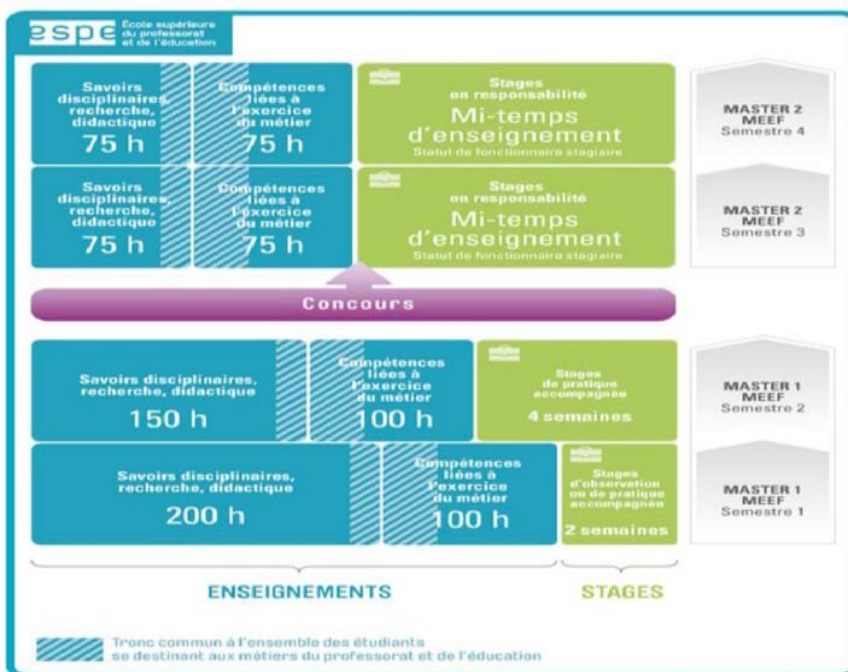 espe École supérieure
du professorat
et de l'éducation
Savoirs
disciplinaires,
recherche,
didactique
75 h
Compétences
liées à
l'exercice
du métier
75 h
Stages
en responsabilité
Mi-temps
d'enseignement
Statut de fonctionnaire stagiaire
MASTER 2
MEEF
Semestre 4
Savoirs
disciplinaires,
recherche,
didactique
75 h
Compétences
liées à
l'exercice
du métier
75 h
Stages
en responsabilité
Mi-temps
d'enseignement
Statut de fonctionnaire stagiaire
MASTER 2
MEEF
Semestre 3
Concours
Savoirs disciplinaires,
recherche, didactique
150 h
Compétences
liées à
l'exercice
du métier
100 h
Stages
de pratique
accompagnée
4 semaines
MASTER 1
MEEF
Semestre 2
Savoirs disciplinaires,
recherche, didactique
200 h
Compétences
liées à
l'exercice
du métier
100 h
Stages
d'observation
ou de pratique
accompagnée
2 semaines
MASTER 1
MEEF
Semestre 1
ENSEIGNEMENTS
STAGES
Tronc commun à l'ensemble des étudiants
se destinant aux métiers du professorat et de l'éducation